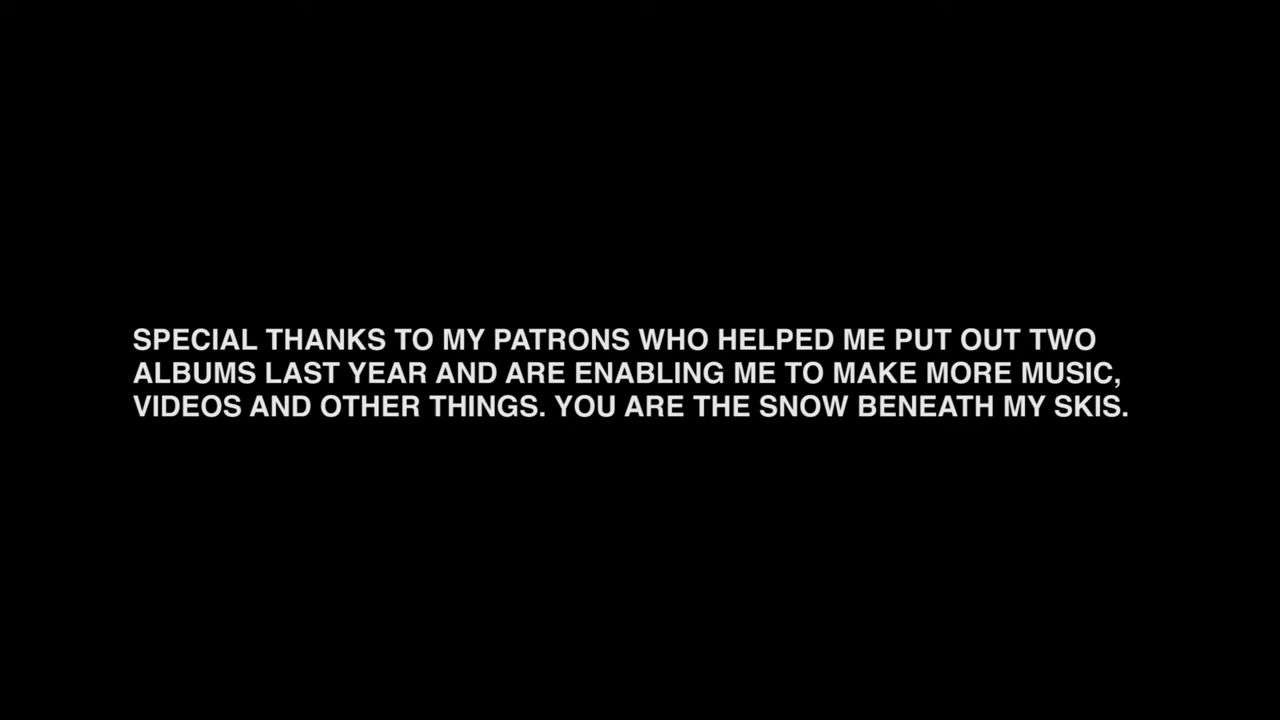 SPECIAL THANKS TO MY PATRONS WHO HELPED ME PUT OUT TWO
ALBUMS LAST YEAR AND ARE ENABLING ME TO MAKE MORE MUSIC,
VIDEOS AND OTHER THINGS. YOU ARE THE SNOW BENEATH MY SKIS.